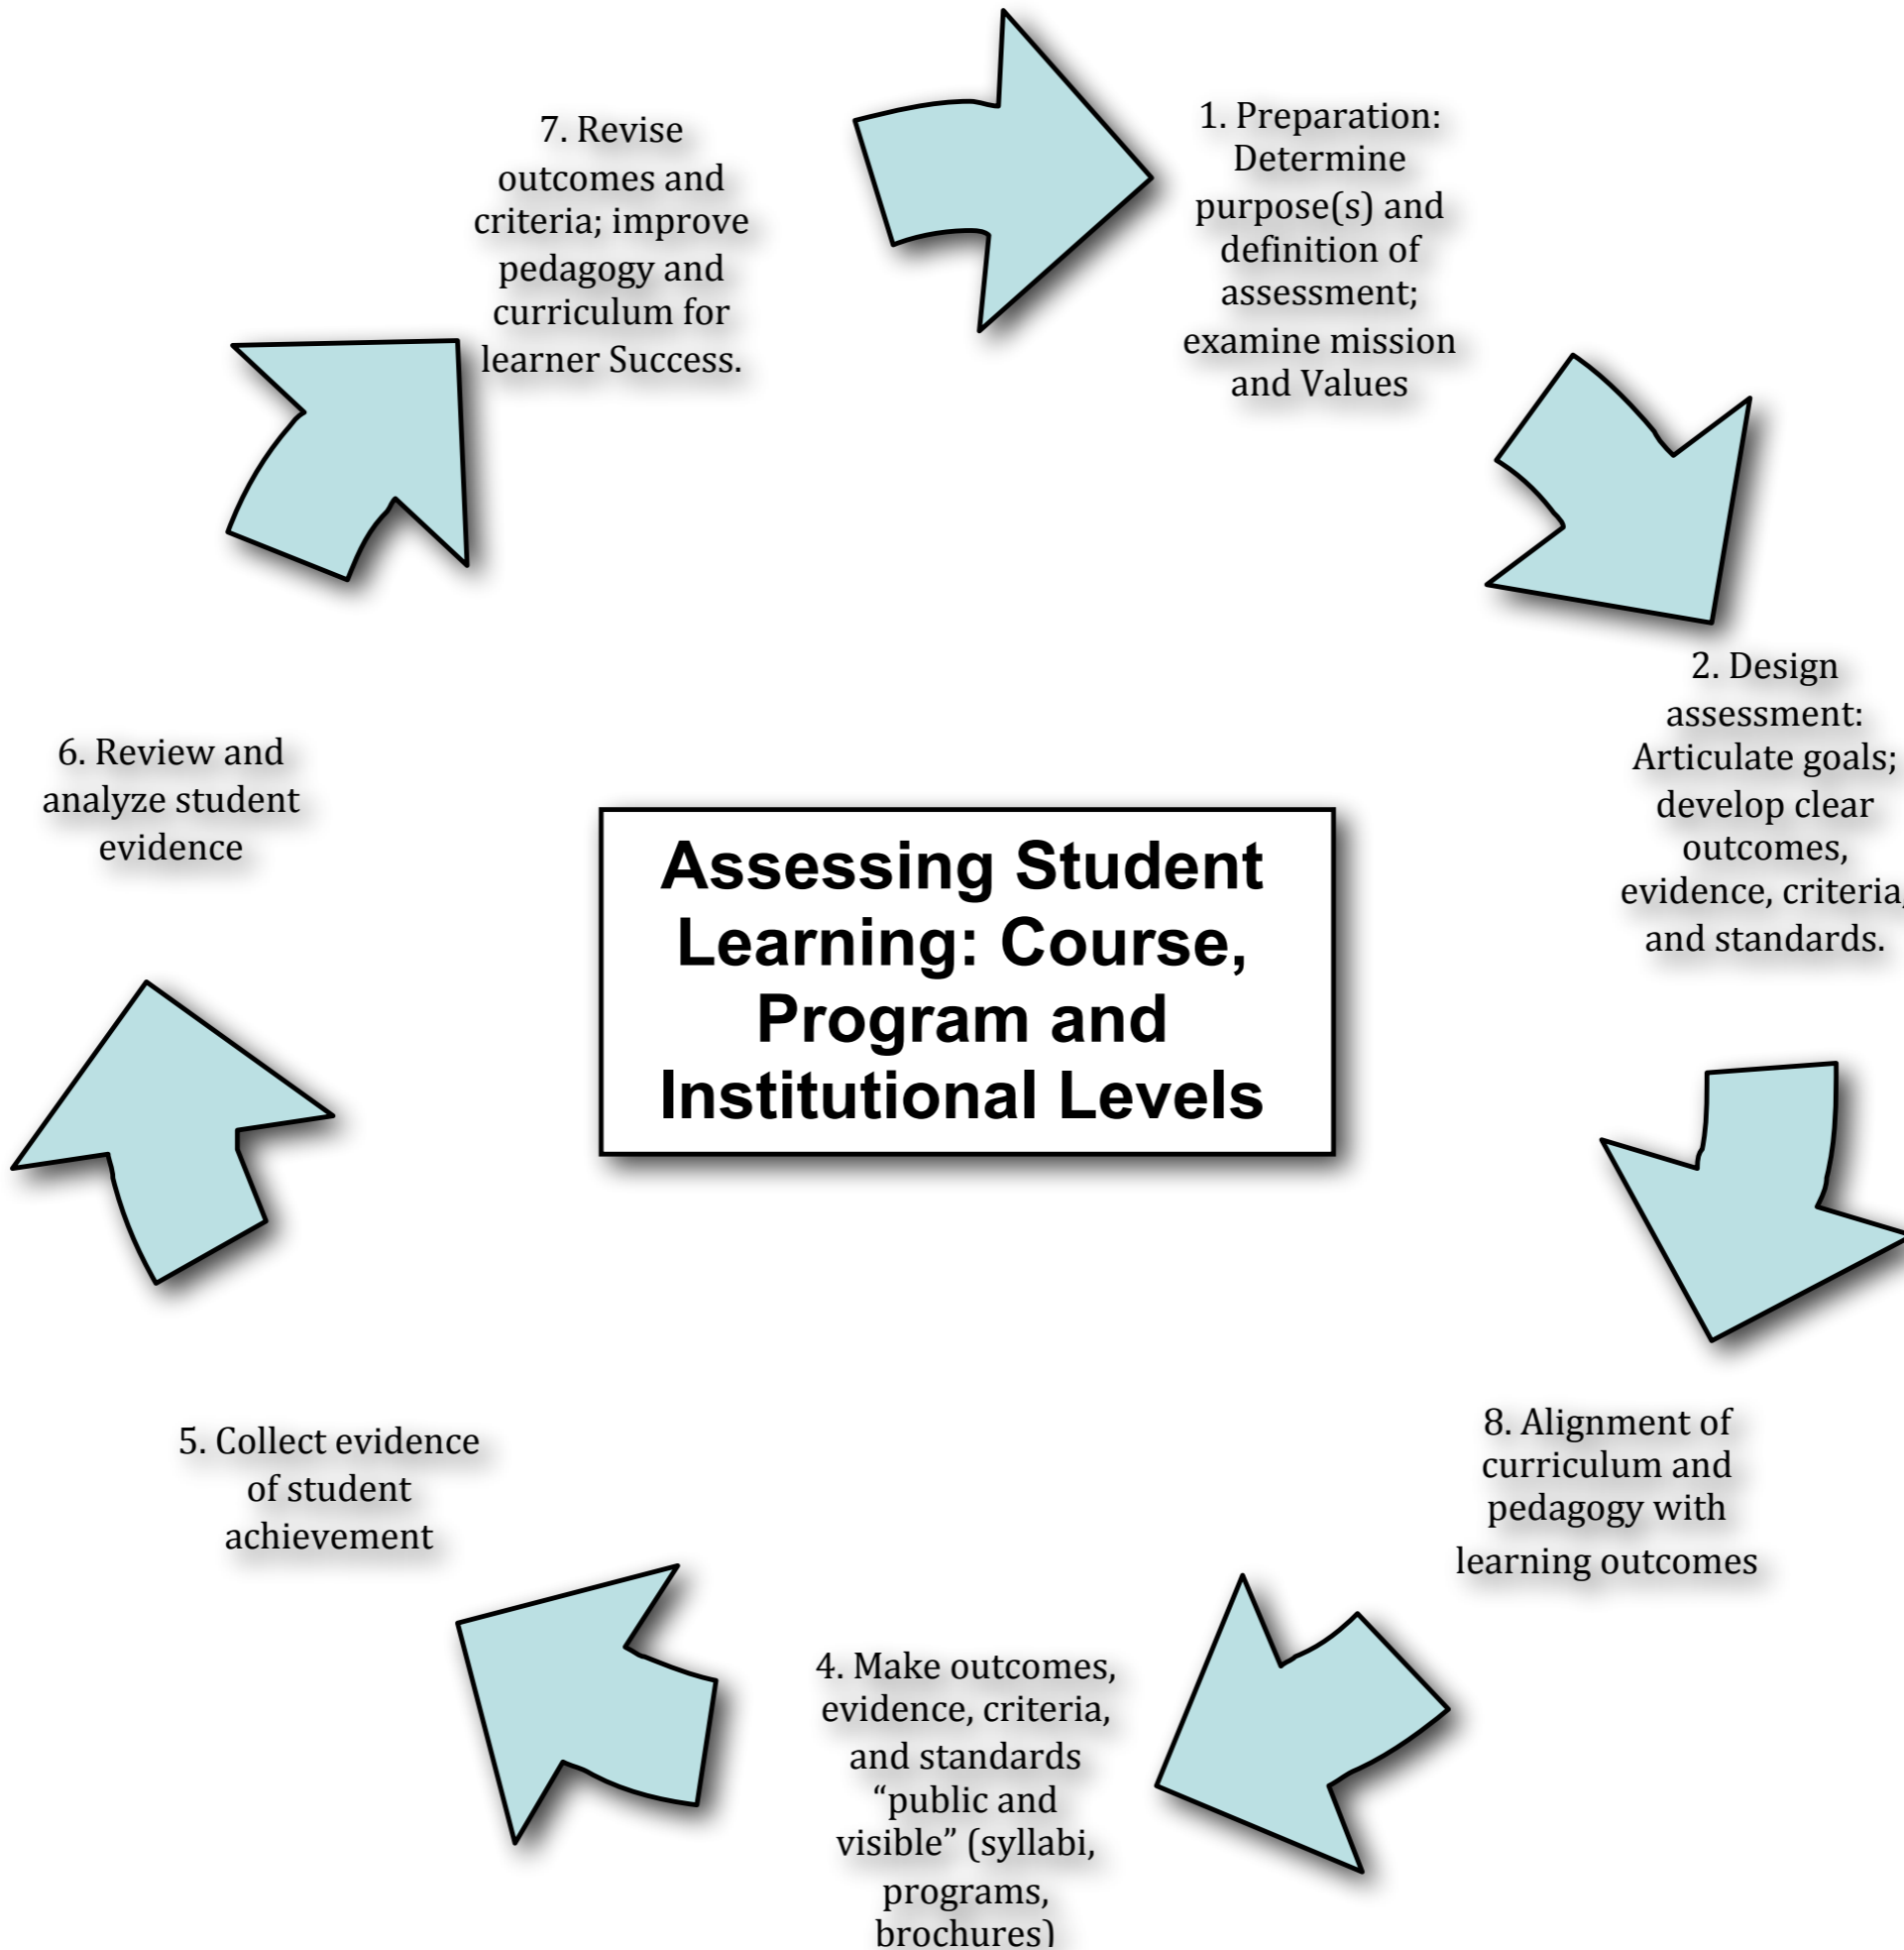 7. Revise
outcomes and
criteria; improve
pedagogy and
curriculum for
learner Success.
1. Preparation:
Determine
purpose(s) and
definition of
assessment;
examine mission
and Values
2. Design
assessment:
Articulate goals;
develop clear
outcomes,
evidence, criteria,
and standards.
6. Review and
analyze student
evidence
Assessing Student
Learning: Course,
Program and
Institutional Levels
8. Alignment of
curriculum and
pedagogy with
learning outcomes
5. Collect evidence
of student
achievement
4. Make outcomes,
evidence, criteria,
and standards
“public and
visible” (syllabi,
programs,
brochures)